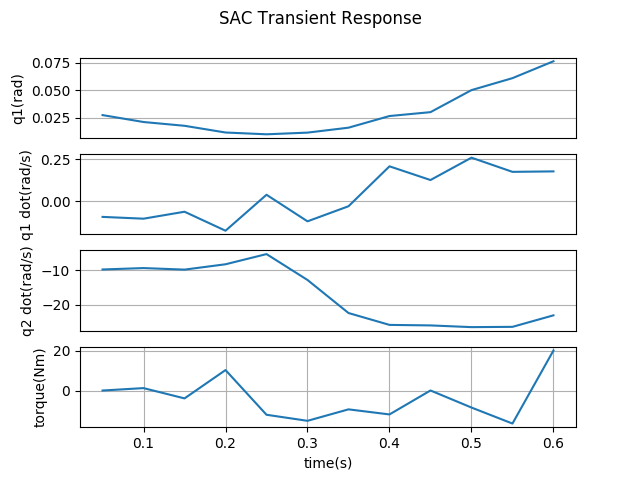 SAC Transient Response
q1(rad)
0.075
0.050
0.025
q1 dot(rad/s)
0.25
0.00
q2 dot(rad/s)
−10
−20
torque(Nm)
20
0
0.1 0.2 0.3 0.4 0.5 0.6
time(s)